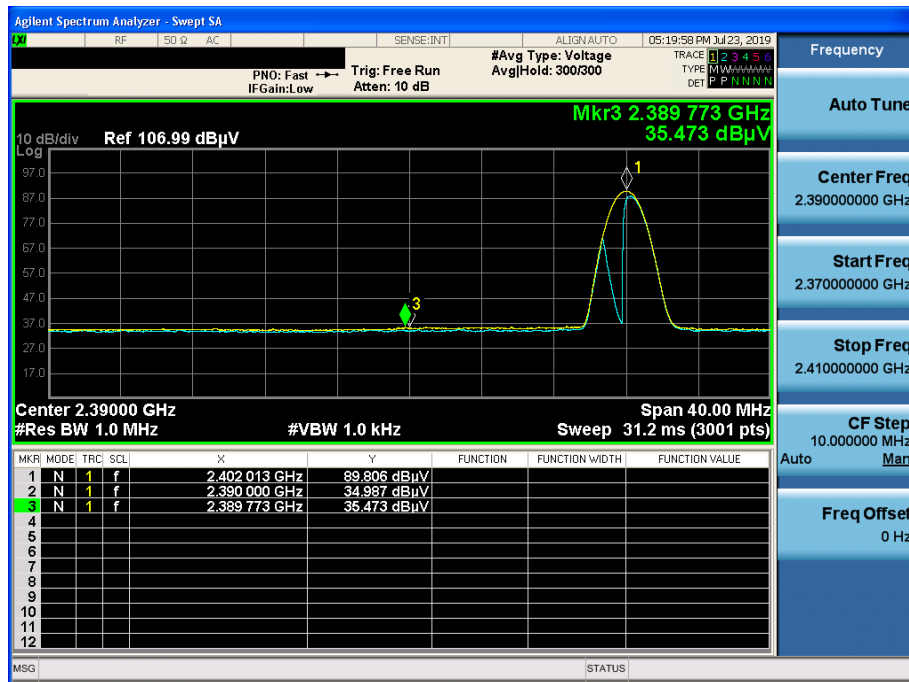 Agilent Spectrum Analyzer - Swept SA
LXI RF 50 Ω AC SENSE:INT ALIGN AUTO 05:19:58 PM Jul 23, 2019
PNO: Fast Trig: Free Run #Avg Type: Voltage TRACE 1 2 3 4 5 6
IFGain:Low Atten: 10 dB Avg|Hold: 300/300 TYPE M WWWWW
DET P P N N N N
Mkr3 2.389 773 GHz
35.473 dBµV
10 dB/div Ref 106.99 dBµV
Log
97.0
87.0
77.0
67.0
57.0
47.0
37.0
27.0
17.0
1
3
Center 2.39000 GHz Span 40.00 MHz
#Res BW 1.0 MHz #VBW 1.0 kHz Sweep 31.2 ms (3001 pts)
MKR MODE TRC SCL X Y FUNCTION FUNCTION WIDTH FUNCTION VALUE
1 N 1 f 2.402 013 GHz 89.806 dBµV
2 N 1 f 2.390 000 GHz 34.987 dBµV
3 N 1 f 2.389 773 GHz 35.473 dBµV
4
5
6
7
8
9
10
11
12
MSG STATUS
Frequency
Auto Tune
Center Freq
2.390000000 GHz
Start Freq
2.370000000 GHz
Stop Freq
2.410000000 GHz
CF Step
10.000000 MHz
Auto Man
Freq Offset
0 Hz